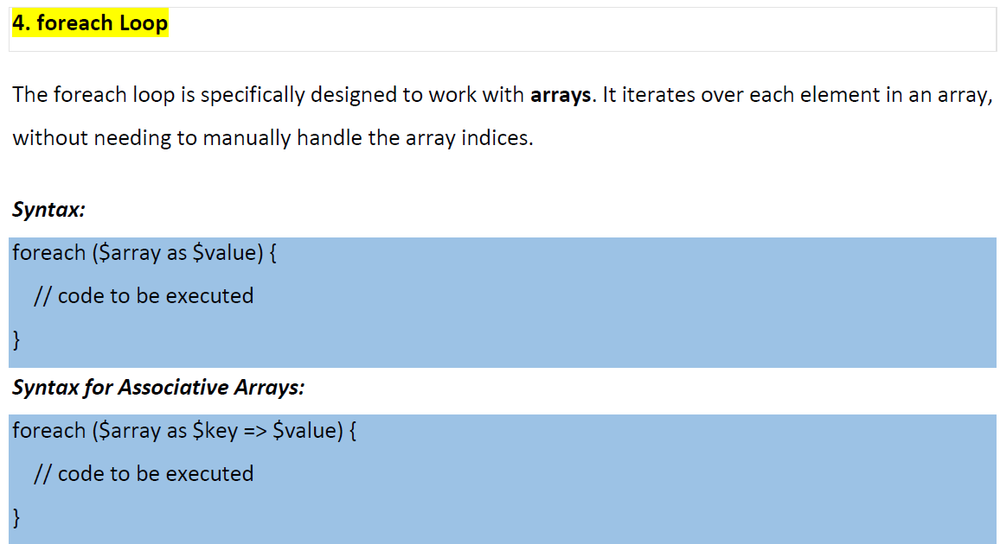 4. foreach Loop
The foreach loop is specifically designed to work with arrays. It iterates over each element in an array,
without needing to manually handle the array indices.
Syntax:
foreach ($array as $value) {
// code to be executed
}
Syntax for Associative Arrays:
foreach ($array as $key => $value) {
// code to be executed
}